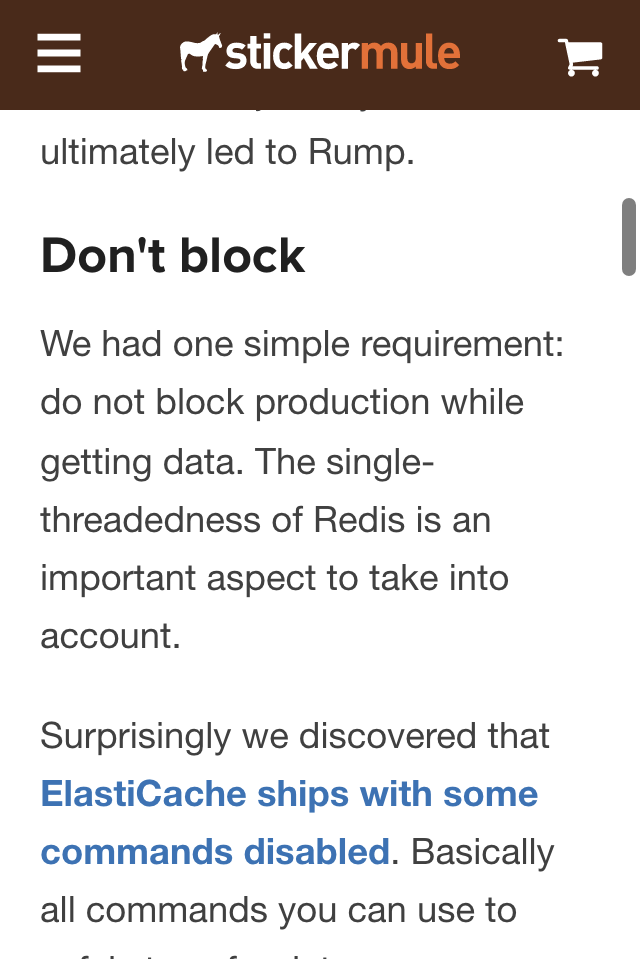 stickermule
ultimately led to Rump.
Don't block
We had one simple requirement:
do not block production while
getting data. The single-
threadedness of Redis is an
important aspect to take into
account.
Surprisingly we discovered that
ElastiCache ships with some
commands disabled. Basically
all commands you can use to